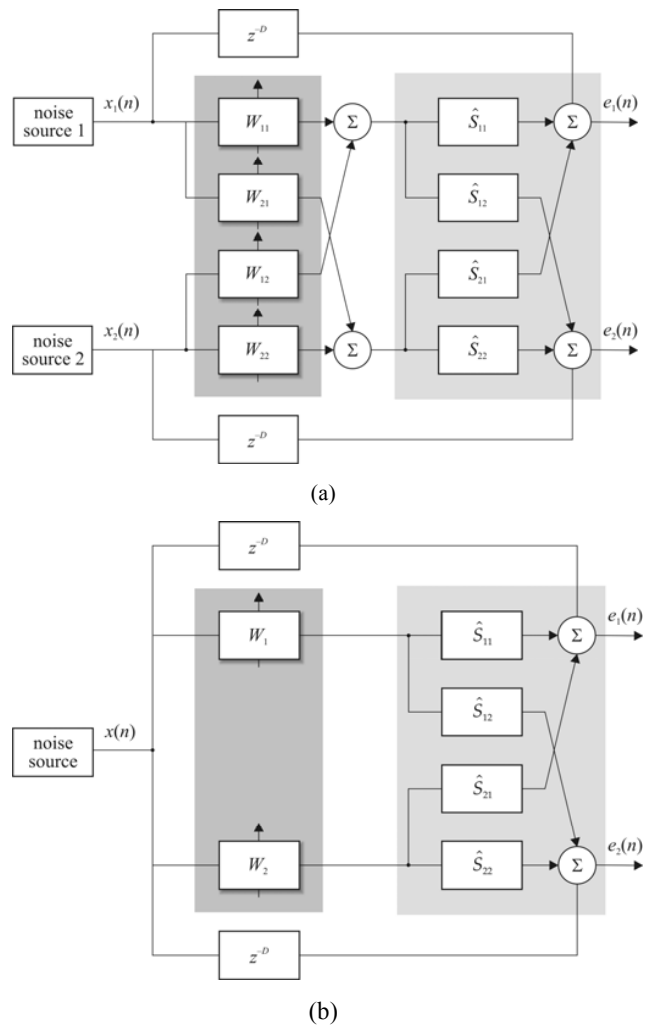 z^{-D}
x₁(n)
e₁(n)
noise
source 1
W₁₁
Σ
Ŝ₁₁
Σ
W₂₁
Ŝ₁₂
W₁₂
Ŝ₂₁
x₂(n)
e₂(n)
noise
source 2
W₂₂
Σ
Ŝ₂₂
Σ
z^{-D}
(a)
z^{-D}
e₁(n)
W₁
Ŝ₁₁
Σ
Ŝ₁₂
x(n)
noise
source
Ŝ₂₁
e₂(n)
W₂
Ŝ₂₂
Σ
z^{-D}
(b)